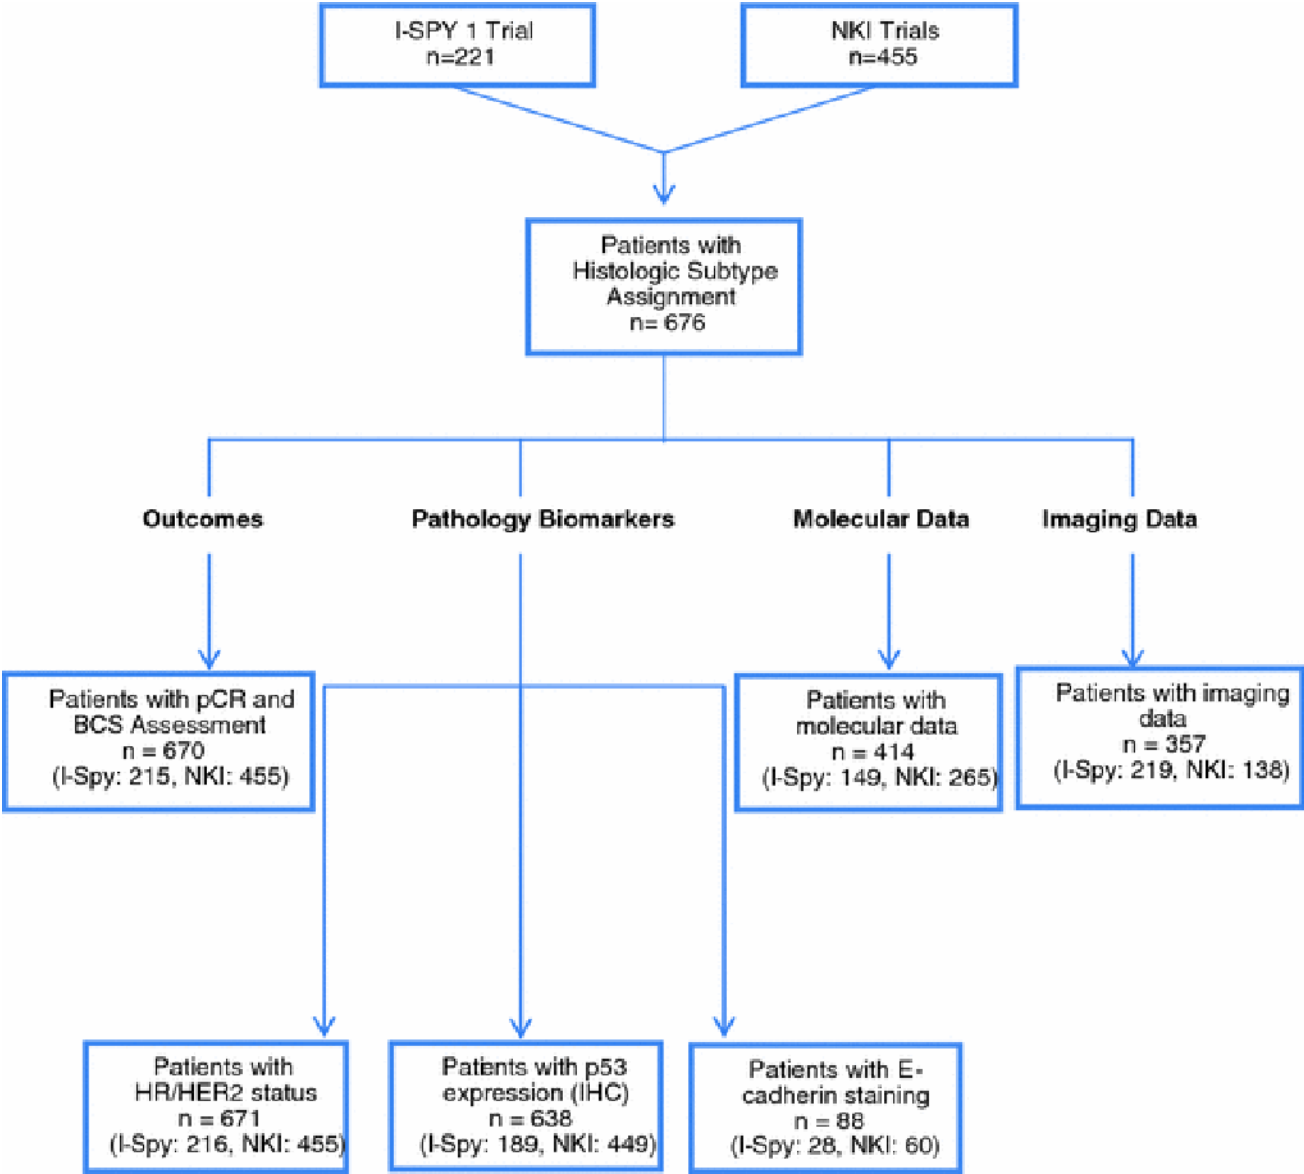 I-SPY 1 Trial
n=221
NKI Trials
n=455
Patients with
Histologic Subtype
Assignment
n= 676
Outcomes
Pathology Biomarkers
Molecular Data
Imaging Data
Patients with pCR and
BCS Assessment
n = 670
(I-Spy: 215, NKI: 455)
Patients with
molecular data
n = 414
(I-Spy: 149, NKI: 265)
Patients with imaging
data
n = 357
(I-Spy: 219, NKI: 138)
Patients with
HR/HER2 status
n = 671
(I-Spy: 216, NKI: 455)
Patients with p53
expression (IHC)
n = 638
(I-Spy: 189, NKI: 449)
Patients with E-
cadherin staining
n = 88
(I-Spy: 28, NKI: 60)